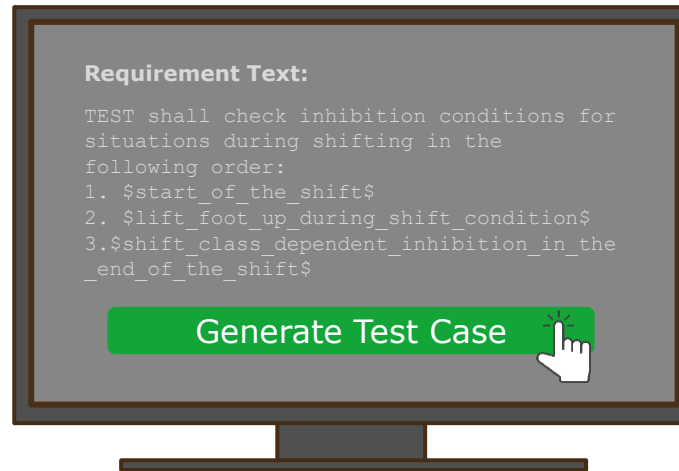 Requirement Text:
TEST shall check inhibition conditions for
situations during shifting in the
following order:
1. $start_of_the_shift$
2. $lift_foot_up_during_shift_condition$
3.$shift_class_dependent_inhibition_in_the
_end_of_the_shift$
Generate Test Case